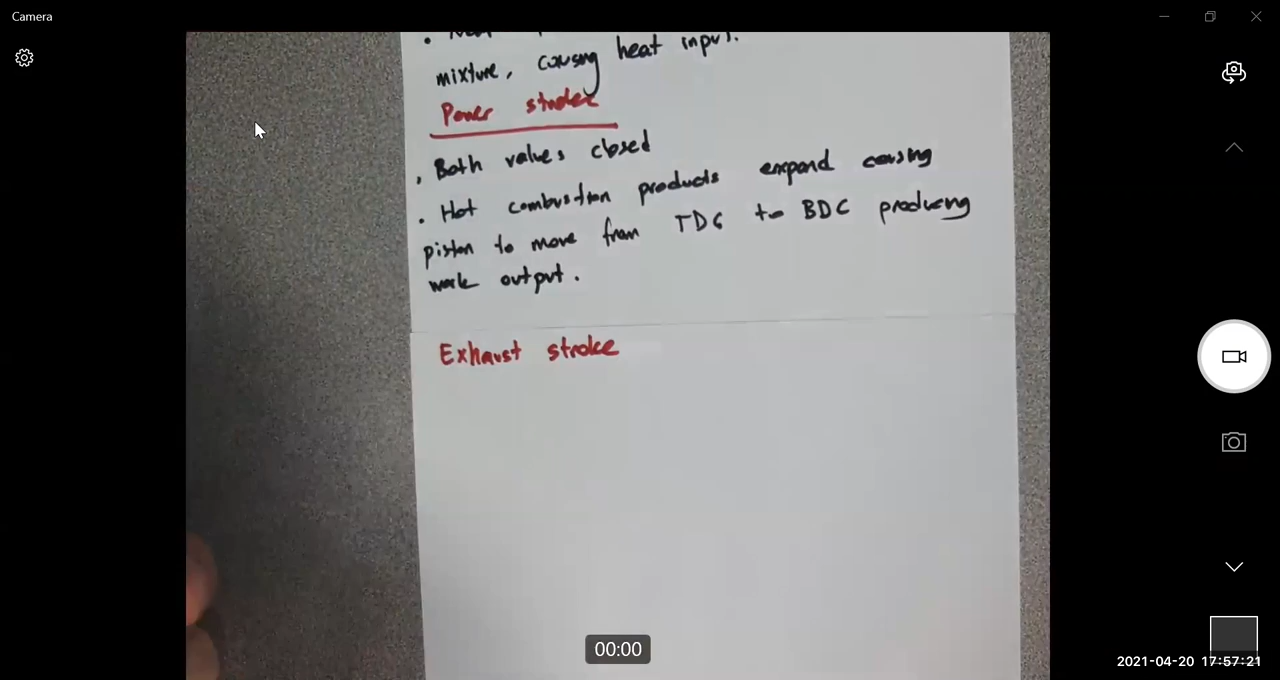 Camera
mixture, causing heat input.
Power stroke
. Both valves closed
. Hot combustion products expand causing
piston to move from TDC to BDC producing
work output.
Exhaust stroke
00:00
2021-04-20 17:57:21